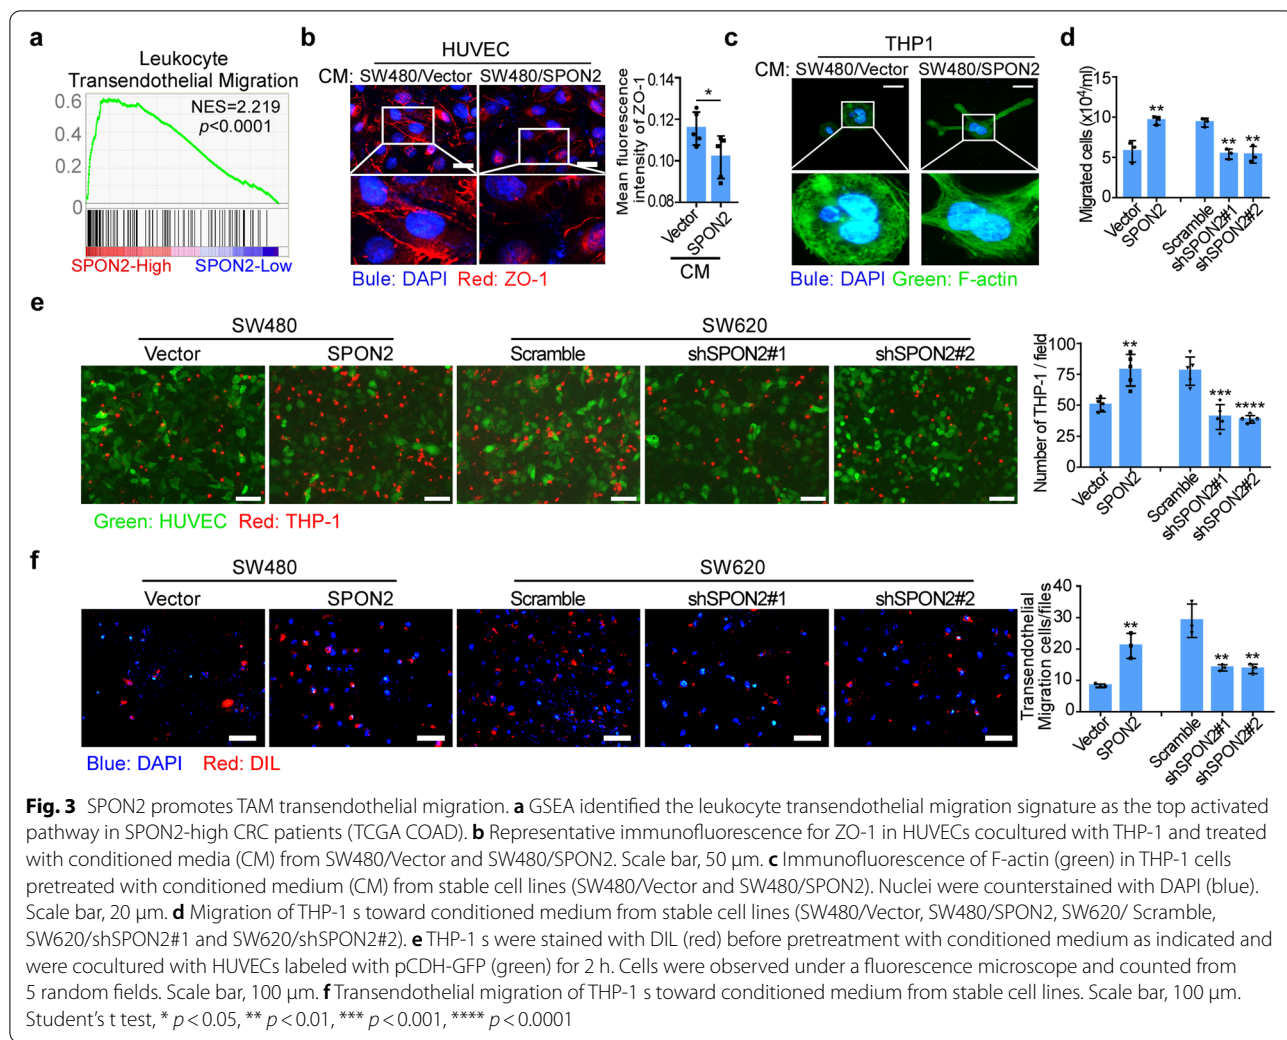 a
Leukocyte
Transendothelial Migration
NES=2.219
p<0.0001
0.6
0.4
0.2
0
SPON2-High SPON2-Low
b
HUVEC
CM: SW480/Vector SW480/SPON2
Bule: DAPI Red: ZO-1
Mean fluorescence
intensity of ZO-1
0.14
0.12
0.10
0.08
*
Vector
SPON2
CM
c
THP1
CM: SW480/Vector SW480/SPON2
Bule: DAPI Green: F-actin
d
Migrated cells (x10⁴/ml)
15
10
5
0
**
** **
Vector
SPON2
Scramble
shSPON2#1
shSPON2#2
e
SW480 SW620
Vector SPON2 Scramble shSPON2#1 shSPON2#2
Green: HUVEC Red: THP-1
Number of THP-1 / field
100
75
50
25
0
**
*** ****
Vector
SPON2
Scramble
shSPON2#1
shSPON2#2
f
SW480 SW620
Vector SPON2 Scramble shSPON2#1 shSPON2#2
Blue: DAPI Red: DIL
Transendothelial
Migration cells/files
40
30
20
10
0
**
** **
Vector
SPON2
Scramble
shSPON2#1
shSPON2#2
Fig. 3 SPON2 promotes TAM transendothelial migration. a GSEA identified the leukocyte transendothelial migration signature as the top activated
pathway in SPON2-high CRC patients (TCGA COAD). b Representative immunofluorescence for ZO-1 in HUVECs cocultured with THP-1 and treated
with conditioned media (CM) from SW480/Vector and SW480/SPON2. Scale bar, 50 μm. c Immunofluorescence of F-actin (green) in THP-1 cells
pretreated with conditioned medium (CM) from stable cell lines (SW480/Vector and SW480/SPON2). Nuclei were counterstained with DAPI (blue).
Scale bar, 20 μm. d Migration of THP-1 s toward conditioned medium from stable cell lines (SW480/Vector, SW480/SPON2, SW620/ Scramble,
SW620/shSPON2#1 and SW620/shSPON2#2). e THP-1 s were stained with DIL (red) before pretreatment with conditioned medium as indicated and
were cocultured with HUVECs labeled with pCDH-GFP (green) for 2 h. Cells were observed under a fluorescence microscope and counted from
5 random fields. Scale bar, 100 μm. f Transendothelial migration of THP-1 s toward conditioned medium from stable cell lines. Scale bar, 100 μm.
Student's t test, * p < 0.05, ** p < 0.01, *** p < 0.001, **** p < 0.0001